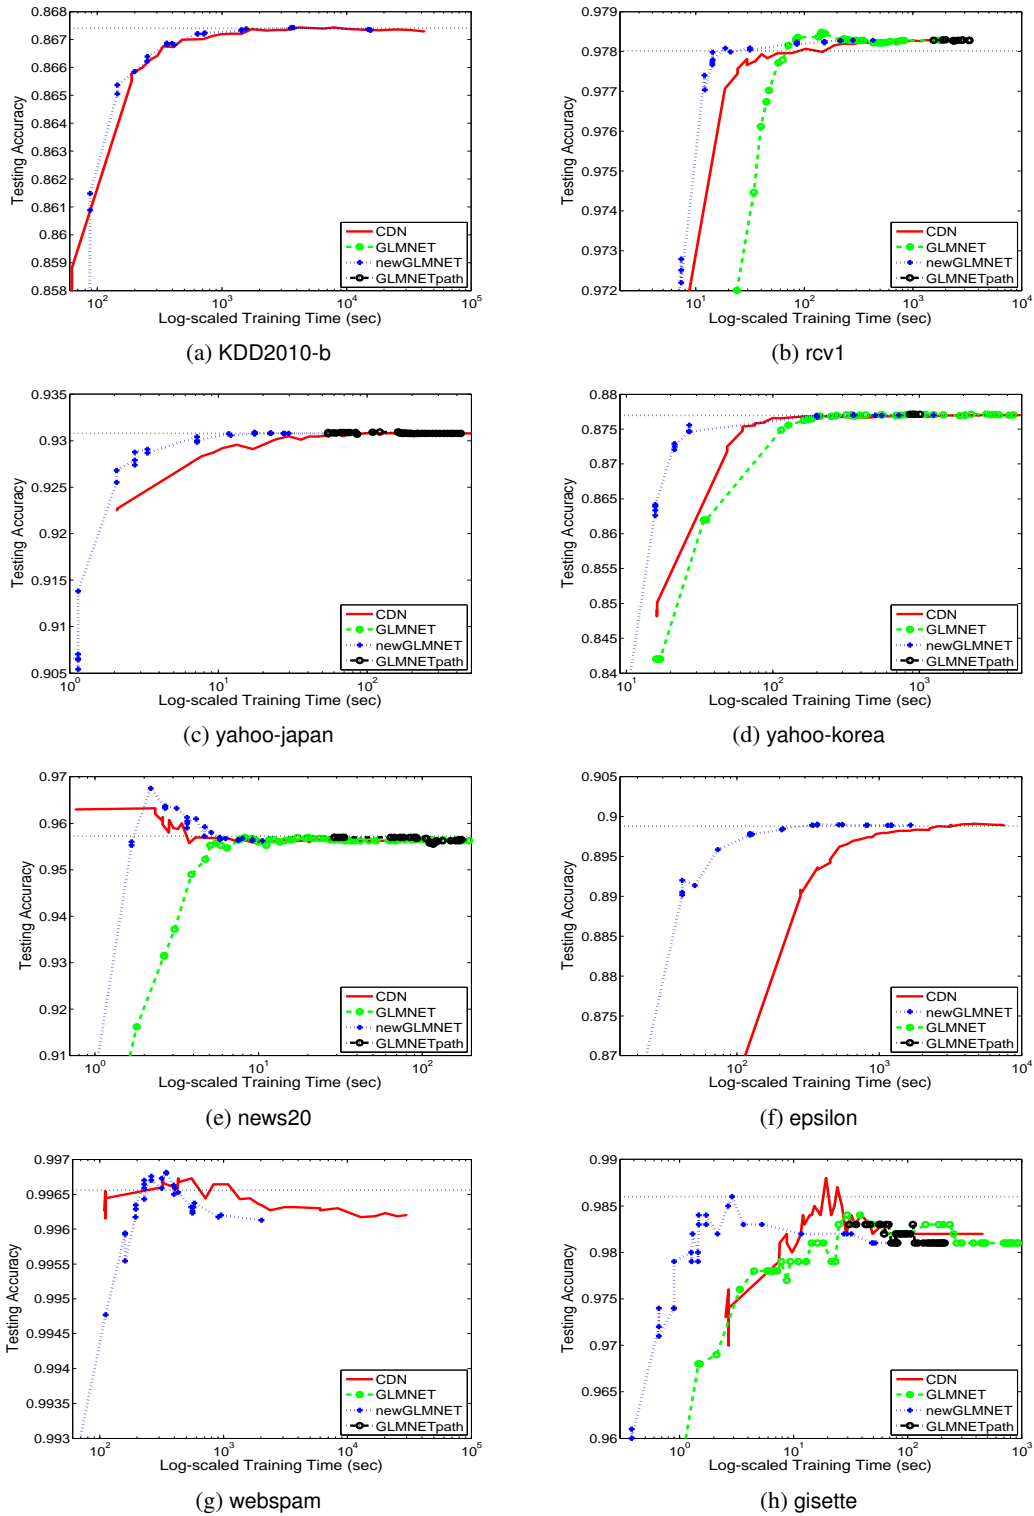 0.868
0.867
0.866
0.865
0.864
0.863
0.862
0.861
0.86
0.859
0.858
Testing Accuracy
10^2
10^3
10^4
10^5
Log-scaled Training Time (sec)
CDN
GLMNET
newGLMNET
GLMNETpath
(a) KDD2010-b
0.979
0.978
0.977
0.976
0.975
0.974
0.973
0.972
Testing Accuracy
10^1
10^2
10^3
10^4
Log-scaled Training Time (sec)
CDN
GLMNET
newGLMNET
GLMNETpath
(b) rcv1
0.935
0.93
0.925
0.92
0.915
0.91
0.905
Testing Accuracy
10^0
10^1
10^2
Log-scaled Training Time (sec)
CDN
GLMNET
newGLMNET
GLMNETpath
(c) yahoo-japan
0.88
0.875
0.87
0.865
0.86
0.855
0.85
0.845
0.84
Testing Accuracy
10^1
10^2
10^3
Log-scaled Training Time (sec)
CDN
GLMNET
newGLMNET
GLMNETpath
(d) yahoo-korea
0.97
0.96
0.95
0.94
0.93
0.92
0.91
Testing Accuracy
10^0
10^1
10^2
Log-scaled Training Time (sec)
CDN
GLMNET
newGLMNET
GLMNETpath
(e) news20
0.905
0.9
0.895
0.89
0.885
0.88
0.875
0.87
Testing Accuracy
10^2
10^3
10^4
Log-scaled Training Time (sec)
CDN
newGLMNET
GLMNET
GLMNETpath
(f) epsilon
0.997
0.9965
0.996
0.9955
0.995
0.9945
0.994
0.9935
0.993
Testing Accuracy
10^2
10^3
10^4
10^5
Log-scaled Training Time (sec)
CDN
GLMNET
newGLMNET
GLMNETpath
(g) webspam
0.99
0.985
0.98
0.975
0.97
0.965
0.96
Testing Accuracy
10^0
10^1
10^2
10^3
Log-scaled Training Time (sec)
CDN
GLMNET
newGLMNET
GLMNETpath
(h) gisette